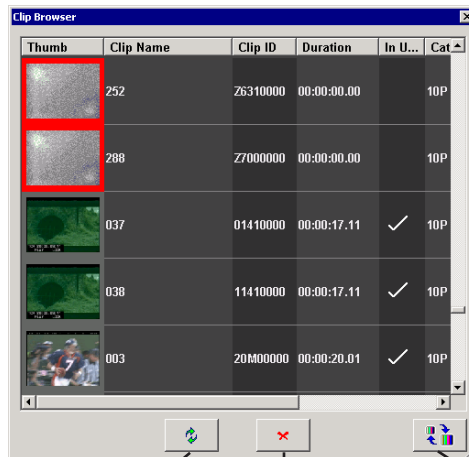 Clip Browser
Thumb Clip Name Clip ID Duration In U... Cat
252 Z6310000 00:00:00.00 10P
288 Z7000000 00:00:00.00 10P
037 01410000 00:00:17.11 10P
038 11410000 00:00:17.11 10P
003 20M00000 00:00:20.01 10P